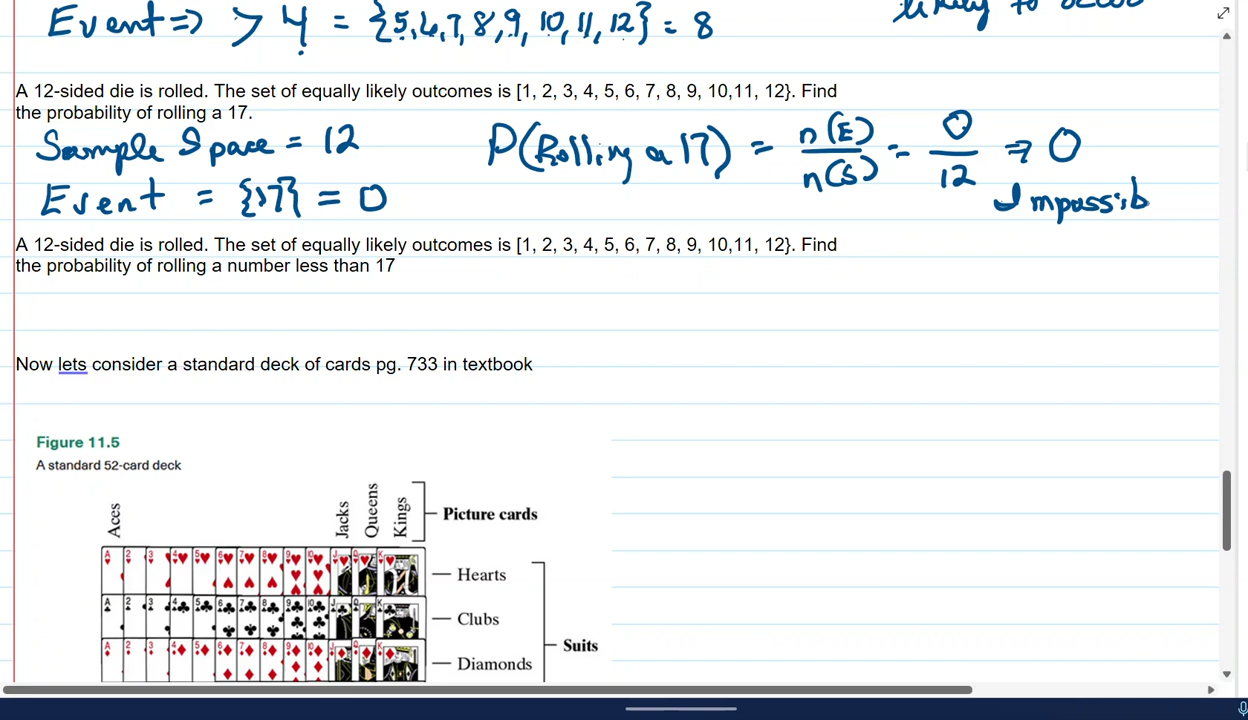 Event => > 4 = {5,6,7,8,9,10,11,12} = 8
A 12-sided die is rolled. The set of equally likely outcomes is [1, 2, 3, 4, 5, 6, 7, 8, 9, 10,11, 12}. Find
the probability of rolling a 17.
Sample Space = 12
Event = {17} = 0
P(Rolling a 17) = n(E)/n(S) = 0/12 => 0
Impossib
A 12-sided die is rolled. The set of equally likely outcomes is [1, 2, 3, 4, 5, 6, 7, 8, 9, 10,11, 12}. Find
the probability of rolling a number less than 17
Now lets consider a standard deck of cards pg. 733 in textbook
Figure 11.5
A standard 52-card deck
Aces
Jacks
Queens
Kings
Picture cards
Hearts
Clubs
Diamonds
Suits